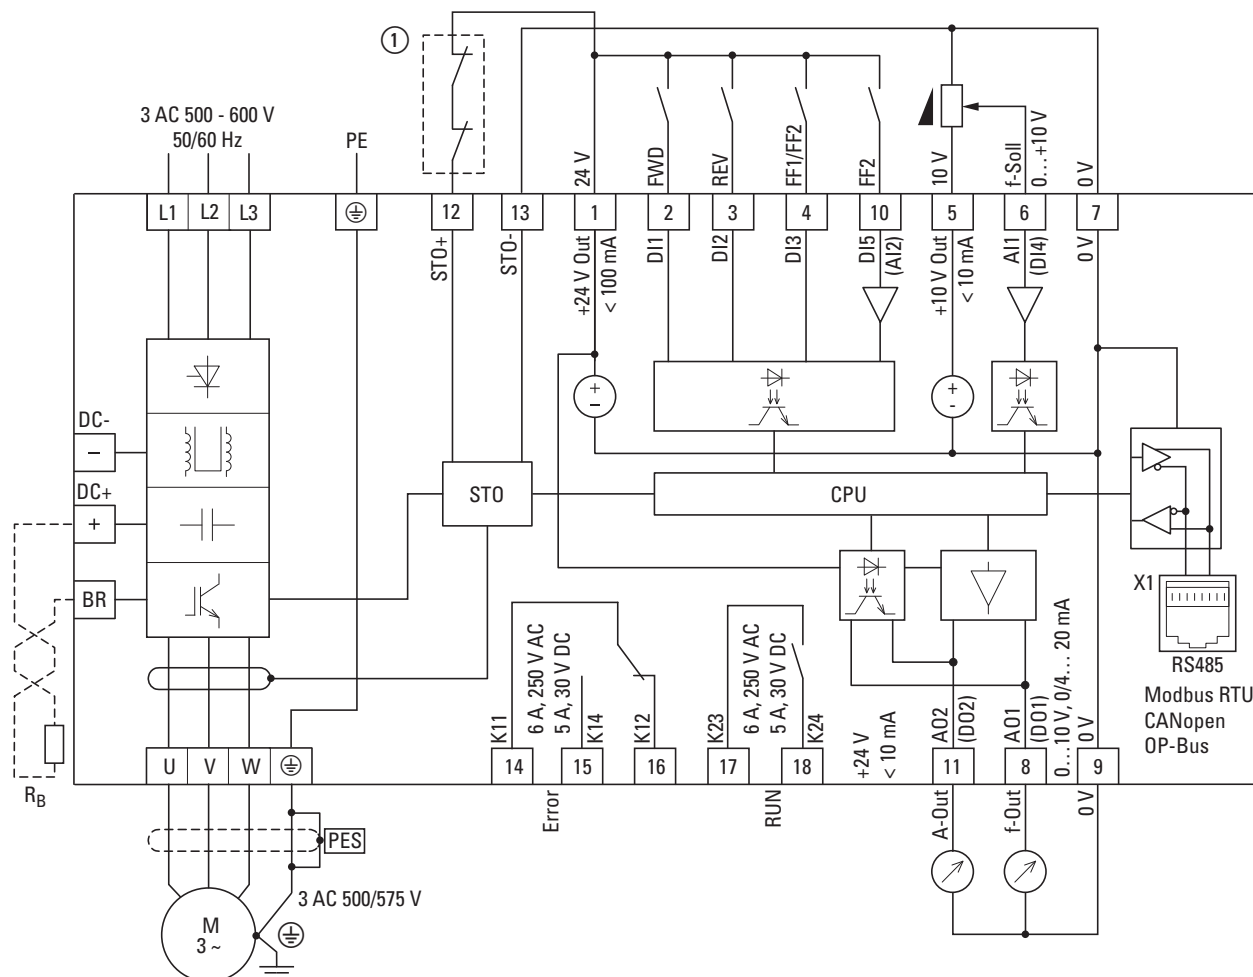 ①
3 AC 500 - 600 V
50/60 Hz
PE
24 V
FWD
REV
FF1/FF2
FF2
10 V
f-Soll
0...+10 V
0 V
L1
L2
L3
12
13
1
2
3
4
10
5
6
7
STO+
STO-
+24 V Out
< 100 mA
DI1
DI2
DI3
DI5
(AI2)
+10 V Out
< 10 mA
AI1
(DI4)
0 V
+
–
+
-
DC-
–
DC+
+
BR
STO
CPU
X1
RS485
Modbus RTU
CANopen
OP-Bus
K11
6 A, 250 V AC
5 A, 30 V DC
K14
K12
K23
6 A, 250 V AC
5 A, 30 V DC
K24
+24 V
< 10 mA
AO2
(DO2)
AO1
(DO1)
0...10 V, 0/4... 20 mA
0 V
RB
U
V
W
14
15
16
17
18
11
8
9
Error
RUN
A-Out
f-Out
0 V
PES
3 AC 500/575 V
M
3 ~